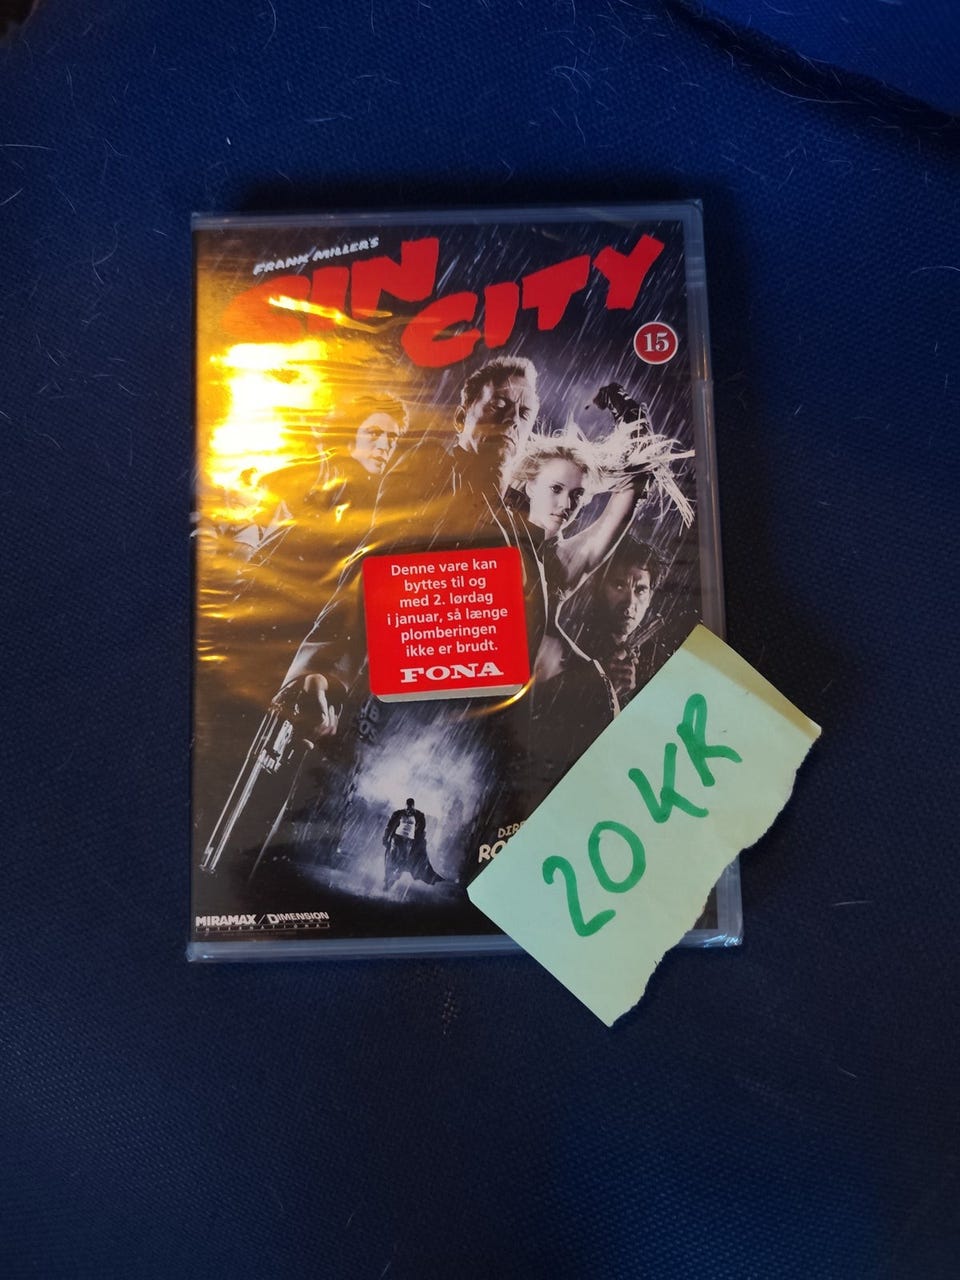 FRANK MILLER'S
SIN CITY
15
Denne vare kan
byttes til og
med 2. lørdag
i januar, så længe
plomberingen
ikke er brudt.
FONA
20 KR
MIRAMAX / DIMENSION
INTERNATIONAL